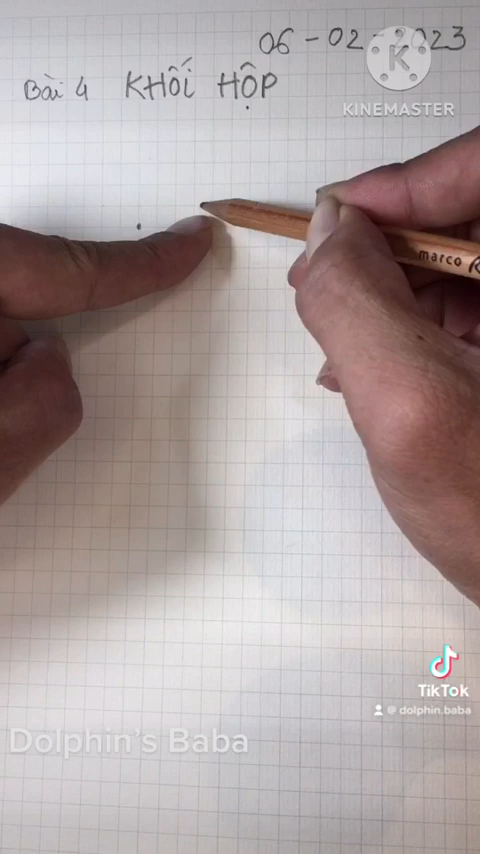 06-02-2023
Bài 4 KHỐI HỘP
KINEMASTER
marco
TikTok
@dolphin.baba
Dolphin's Baba